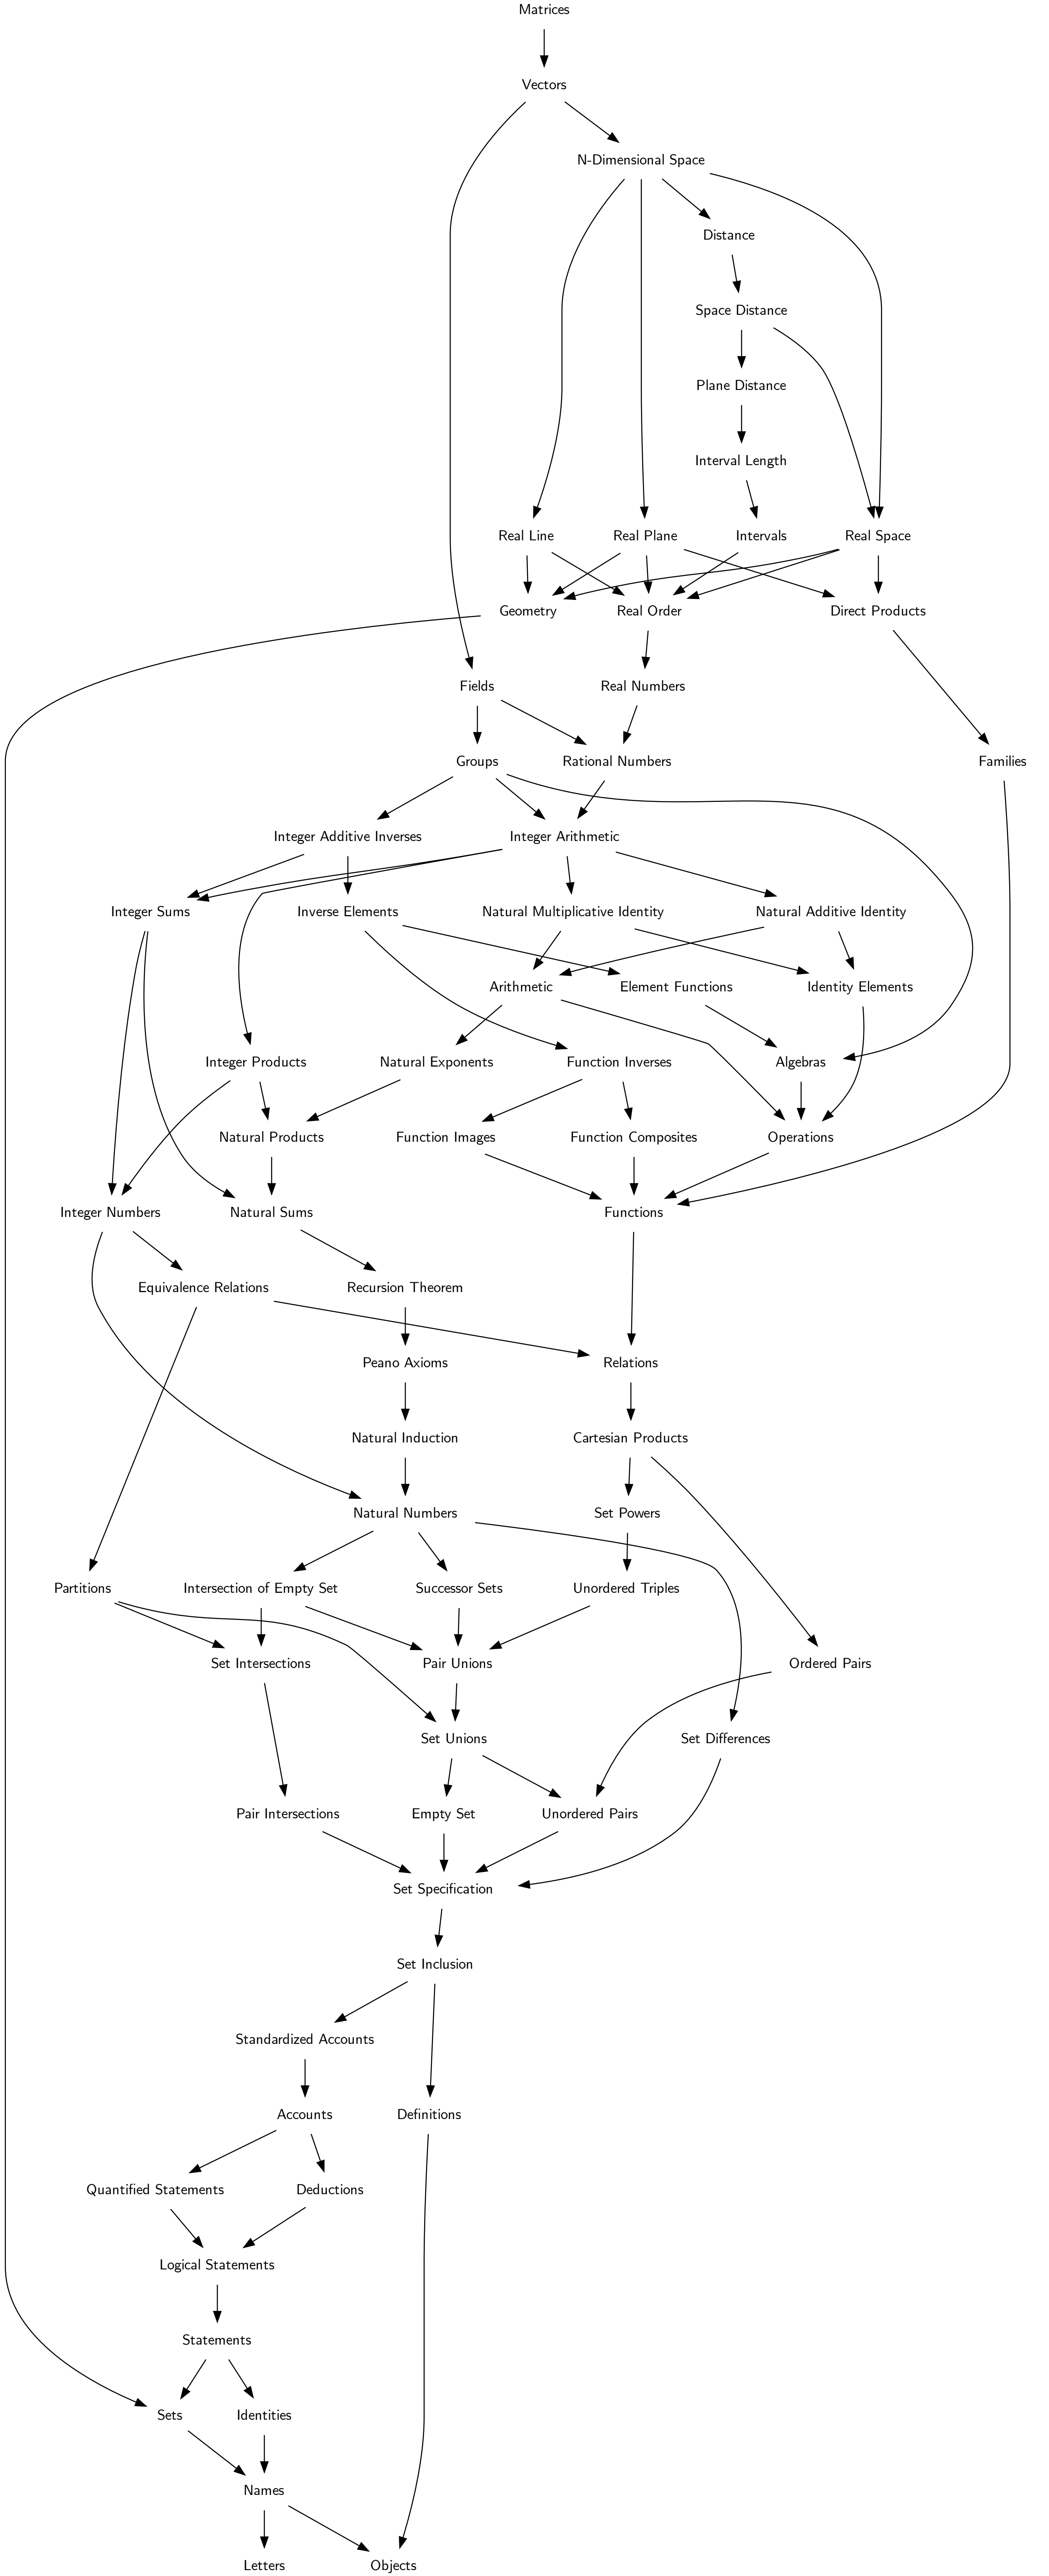 Matrices
Vectors
N-Dimensional Space
Distance
Space Distance
Plane Distance
Interval Length
Real Line
Real Plane
Intervals
Real Space
Geometry
Real Order
Direct Products
Fields
Real Numbers
Groups
Rational Numbers
Families
Integer Additive Inverses
Integer Arithmetic
Integer Sums
Inverse Elements
Natural Multiplicative Identity
Natural Additive Identity
Arithmetic
Element Functions
Identity Elements
Integer Products
Natural Exponents
Function Inverses
Algebras
Natural Products
Function Images
Function Composites
Operations
Integer Numbers
Natural Sums
Functions
Equivalence Relations
Recursion Theorem
Peano Axioms
Relations
Natural Induction
Cartesian Products
Natural Numbers
Set Powers
Partitions
Intersection of Empty Set
Successor Sets
Unordered Triples
Set Intersections
Pair Unions
Ordered Pairs
Set Unions
Set Differences
Pair Intersections
Empty Set
Unordered Pairs
Set Specification
Set Inclusion
Standardized Accounts
Accounts
Definitions
Quantified Statements
Deductions
Logical Statements
Statements
Sets
Identities
Names
Letters
Objects